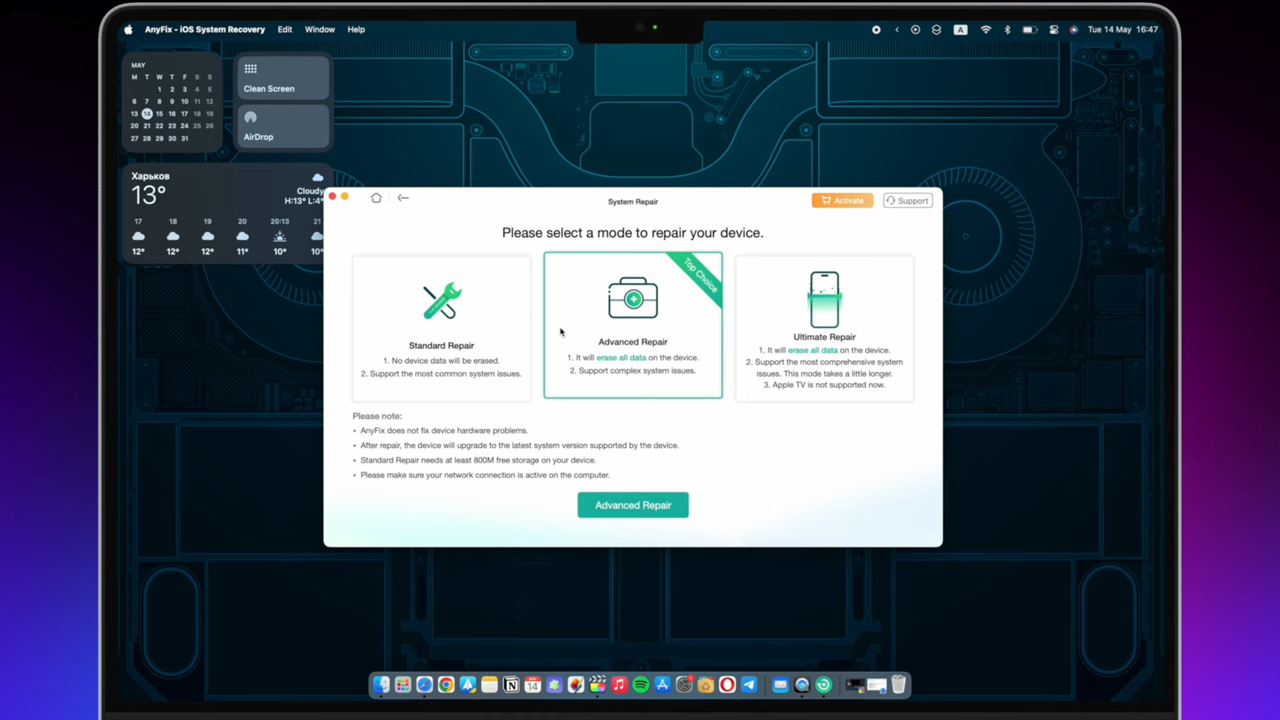 AnyFix - iOS System Recovery Edit Window Help
A
Tue 14 May 16:47
MAY
M T W T F S S
1 2 3 4 5
6 7 8 9 10 11 12
13 14 15 16 17 18 19
20 21 22 23 24 25 26
27 28 29 30 31
Clean Screen
AirDrop
Харьков
13°
Cloudy
H:13° L:4°
17 18 19 20 20:13 21
12° 12° 12° 11° 10° 10°
System Repair
Activate
Support
Please select a mode to repair your device.
Standard Repair
1. No device data will be erased.
2. Support the most common system issues.
Top Choice
Advanced Repair
1. It will erase all data on the device.
2. Support complex system issues.
Ultimate Repair
1. It will erase all data on the device.
2. Support the most comprehensive system
issues. This mode takes a little longer.
3. Apple TV is not supported now.
Please note:
• AnyFix does not fix device hardware problems.
• After repair, the device will upgrade to the latest system version supported by the device.
• Standard Repair needs at least 800M free storage on your device.
• Please make sure your network connection is active on the computer.
Advanced Repair
14